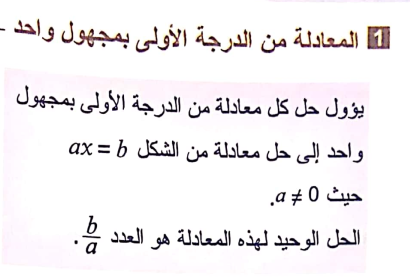 1 المعادلة من الدرجة الأولى بمجهول واحد -
يؤول حل كل معادلة من الدرجة الأولى بمجهول
واحد إلى حل معادلة من الشكل ax = b
حيث a ≠ 0.
الحل الوحيد لهذه المعادلة هو العدد b/a.